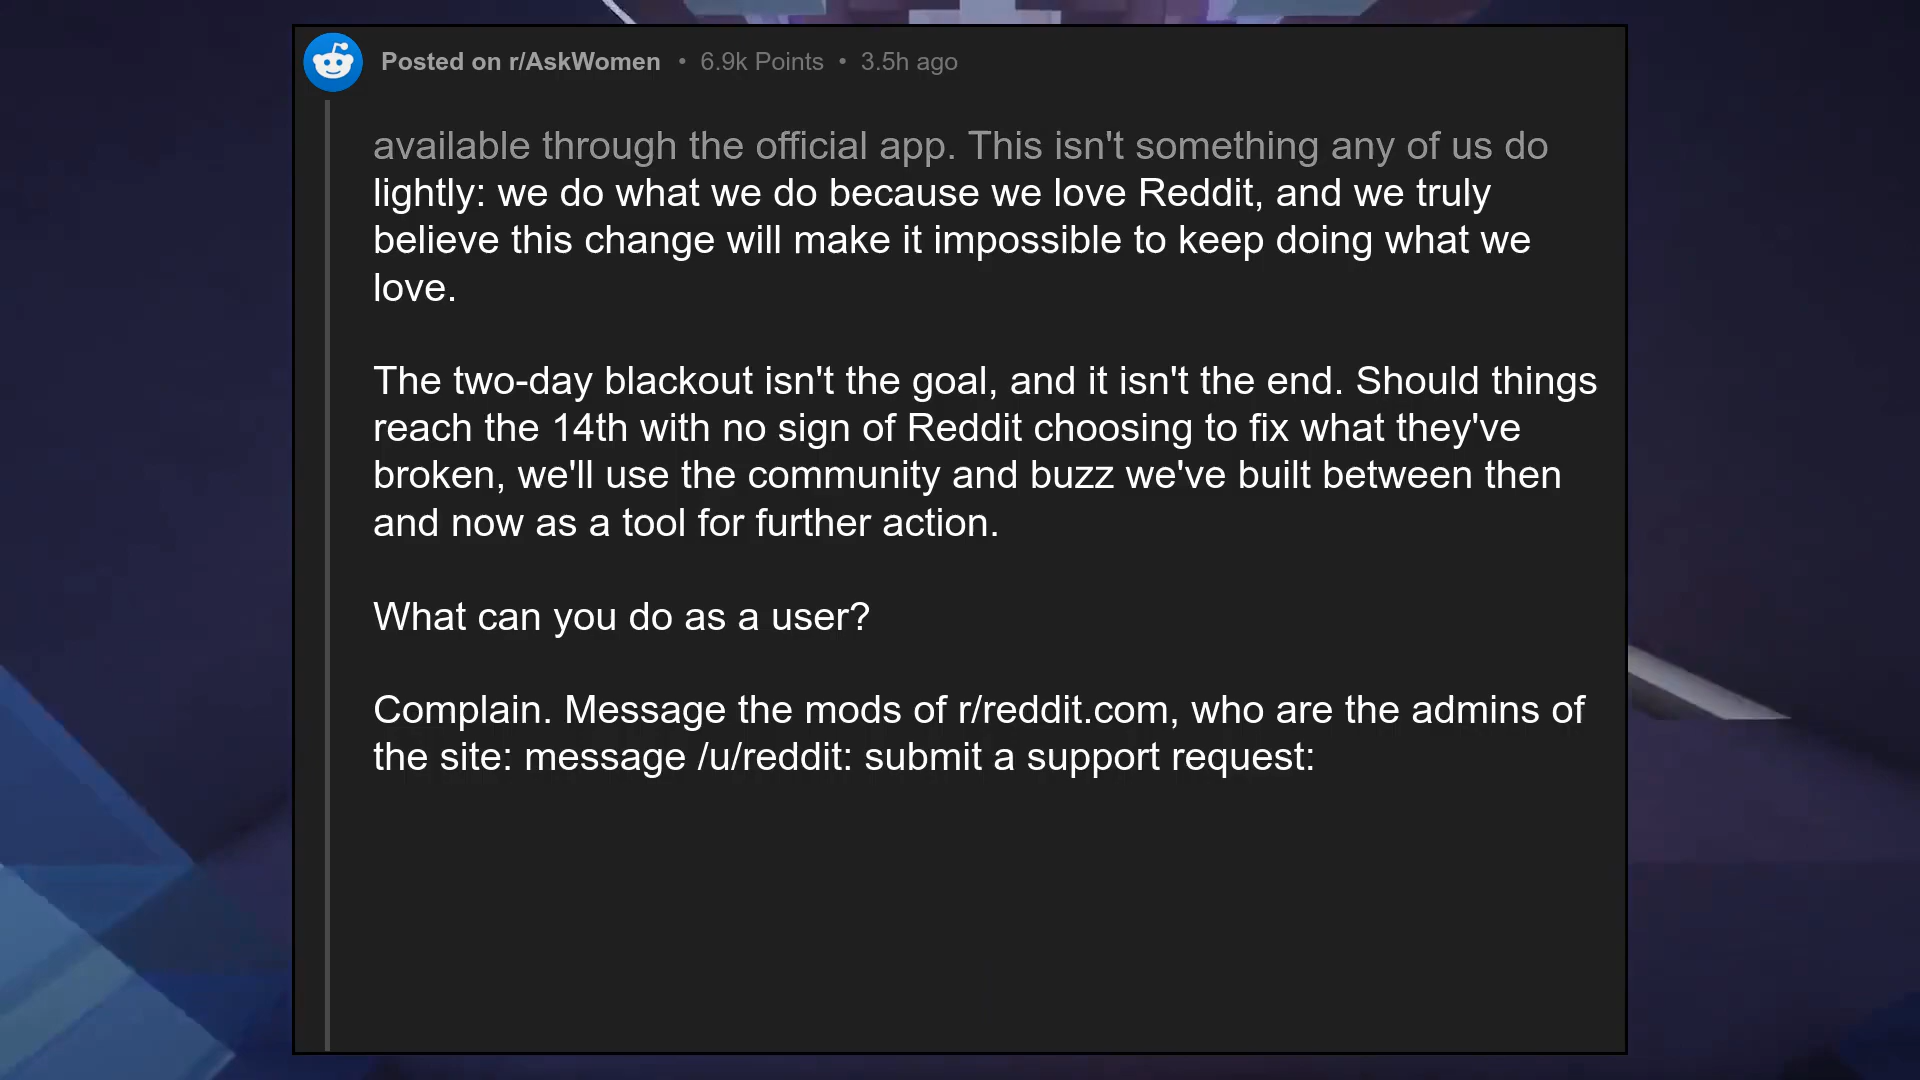 Posted on r/AskWomen • 6.9k Points • 3.5h ago
available through the official app. This isn't something any of us do
lightly: we do what we do because we love Reddit, and we truly
believe this change will make it impossible to keep doing what we
love.
The two-day blackout isn't the goal, and it isn't the end. Should things
reach the 14th with no sign of Reddit choosing to fix what they've
broken, we'll use the community and buzz we've built between then
and now as a tool for further action.
What can you do as a user?
Complain. Message the mods of r/reddit.com, who are the admins of
the site: message /u/reddit: submit a support request: